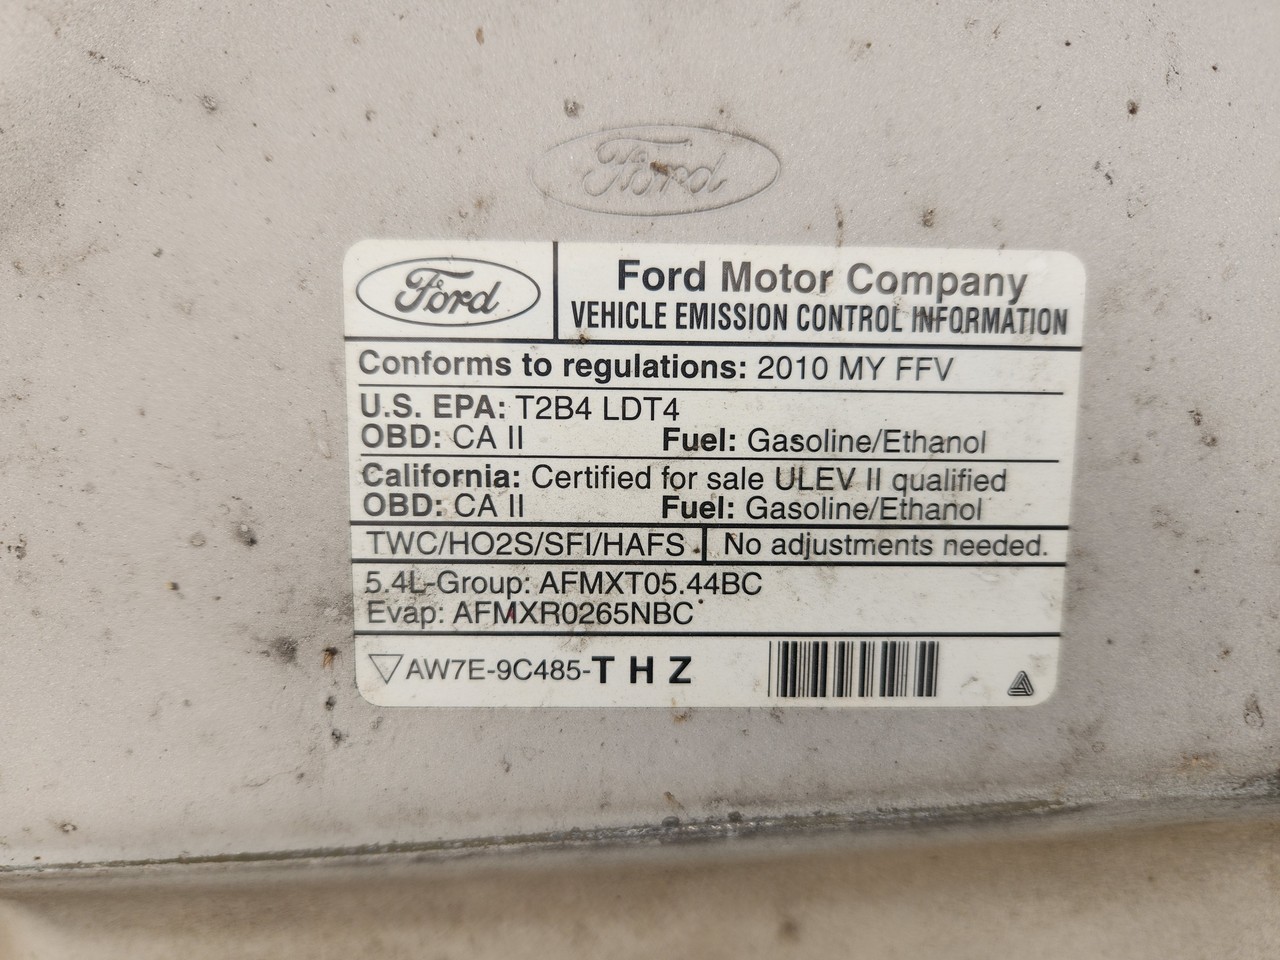 Ford
Ford
Ford Motor Company
VEHICLE EMISSION CONTROL INFORMATION
Conforms to regulations: 2010 MY FFV
U.S. EPA: T2B4 LDT4
OBD: CA II Fuel: Gasoline/Ethanol
California: Certified for sale ULEV II qualified
OBD: CA II Fuel: Gasoline/Ethanol
TWC/HO2S/SFI/HAFS No adjustments needed.
5.4L-Group: AFMXT05.44BC
Evap: AFMXR0265NBC
AW7E-9C485-T H Z